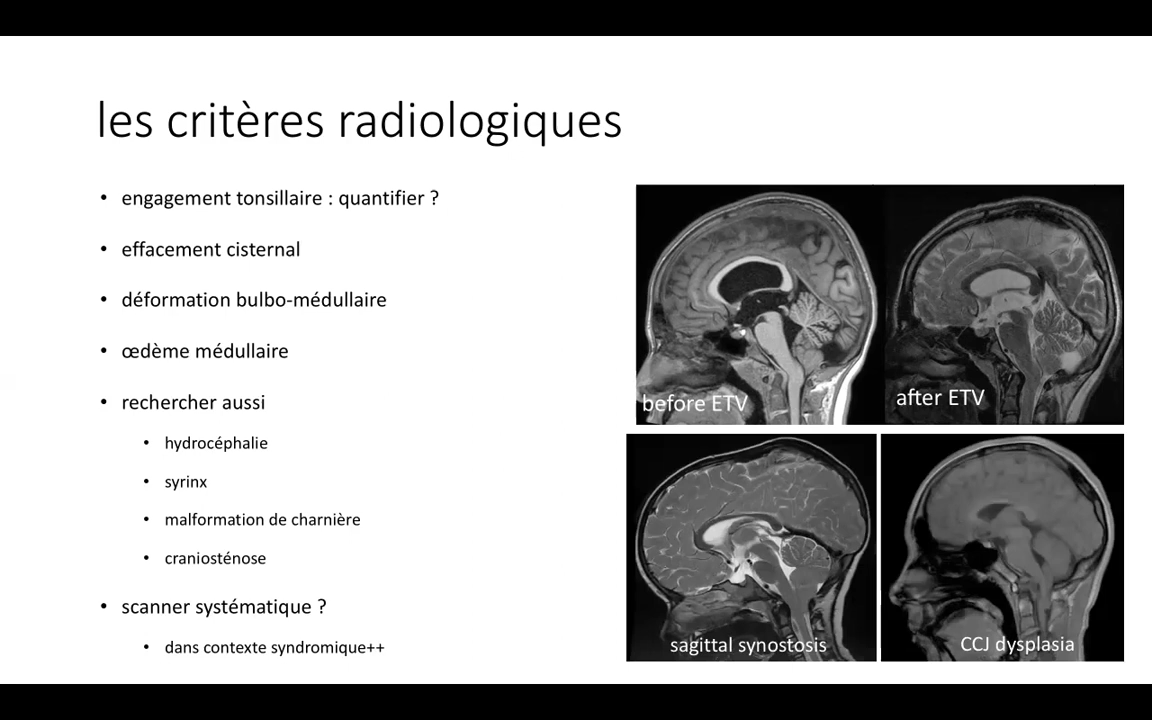 les critères radiologiques
• engagement tonsillaire : quantifier ?
• effacement cisternal
• déformation bulbo-médullaire
• œdème médullaire
• rechercher aussi
• hydrocéphalie
• syrinx
• malformation de charnière
• craniosténose
• scanner systématique ?
• dans contexte syndromique++
before ETV
after ETV
sagittal synostosis
CCJ dysplasia